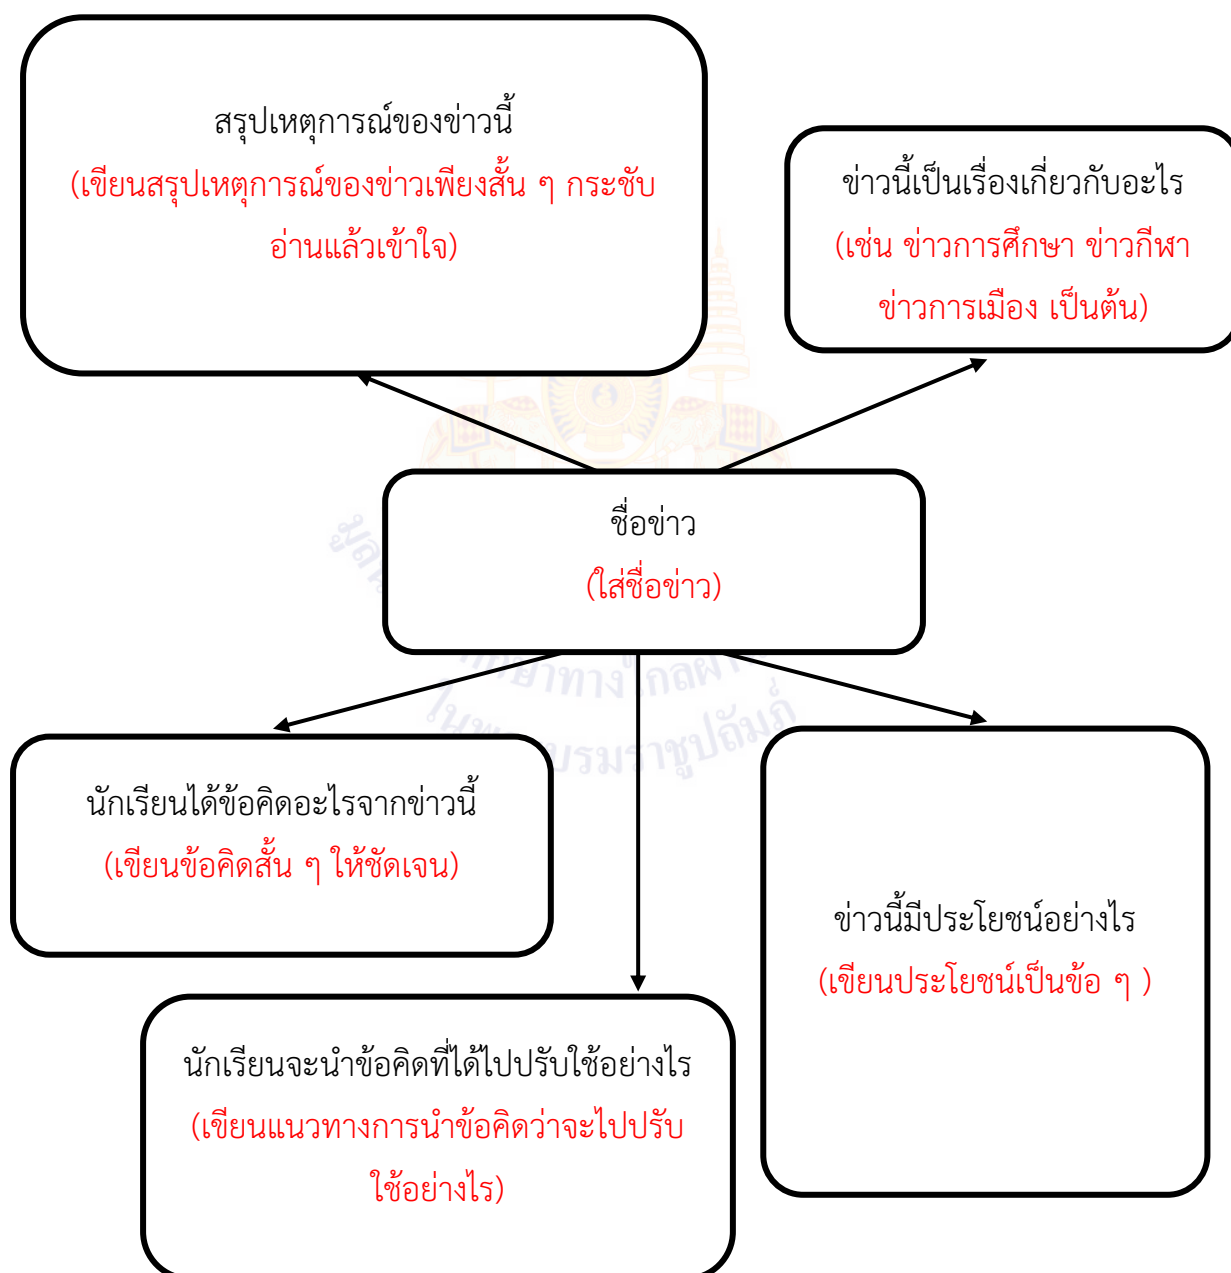 สรุปเหตุการณ์ของข่าวนี้
(เขียนสรุปเหตุการณ์ของข่าวเพียงสั้น ๆ กระชับ
อ่านแล้วเข้าใจ)
ข่าวนี้เป็นเรื่องเกี่ยวกับอะไร
(เช่น ข่าวการศึกษา ข่าวกีฬา
ข่าวการเมือง เป็นต้น)
ชื่อข่าว
(ใส่ชื่อข่าว)
นักเรียนได้ข้อคิดอะไรจากข่าวนี้
(เขียนข้อคิดสั้น ๆ ให้ชัดเจน)
ข่าวนี้มีประโยชน์อย่างไร
(เขียนประโยชน์เป็นข้อ ๆ )
นักเรียนจะนำข้อคิดที่ได้ไปปรับใช้อย่างไร
(เขียนแนวทางการนำข้อคิดว่าจะไปปรับ
ใช้อย่างไร)